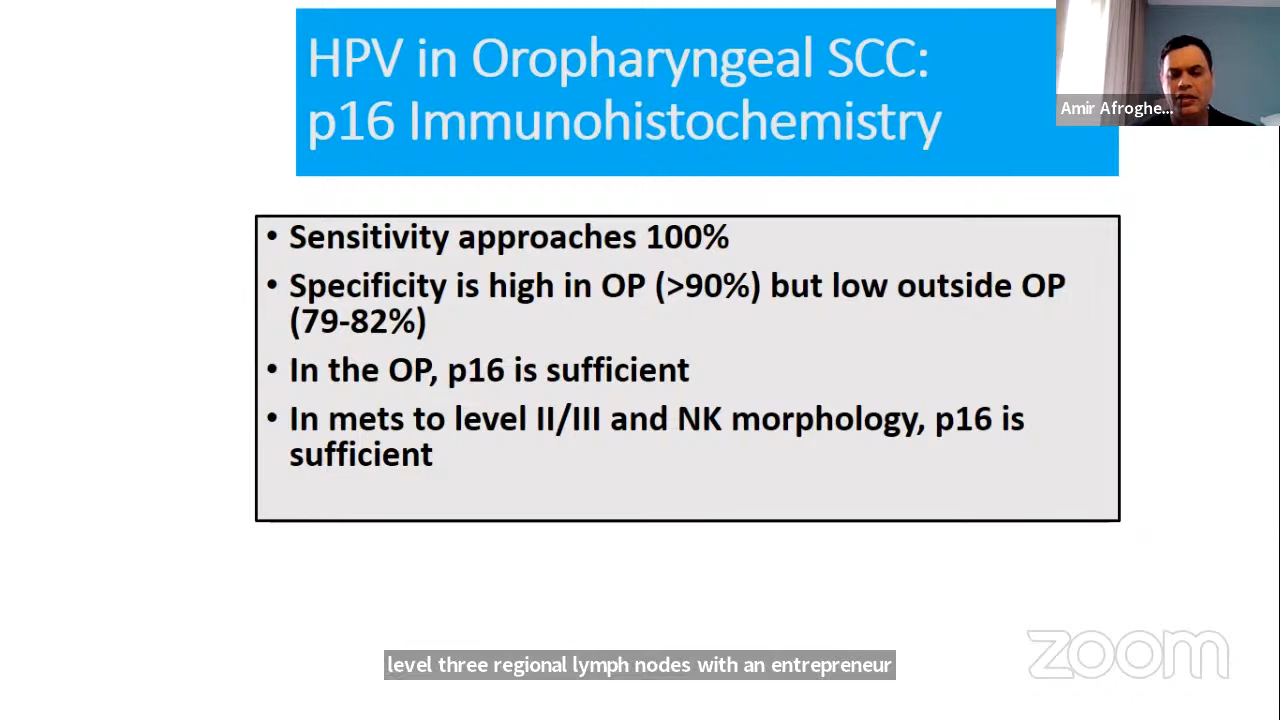 HPV in Oropharyngeal SCC:
p16 Immunohistochemistry
Amir Afroghe...
• Sensitivity approaches 100%
• Specificity is high in OP (>90%) but low outside OP
(79-82%)
• In the OP, p16 is sufficient
• In mets to level II/III and NK morphology, p16 is
sufficient
level three regional lymph nodes with an entrepreneur
zoom